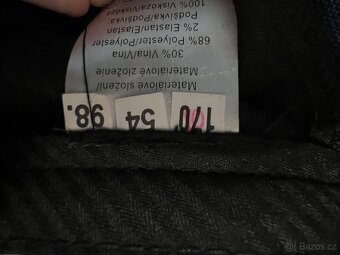 Materiálové složení/
Materiálové zloženie
30% Vlna/Vlna
68% Polyester/Polyester
2% Elastan/Elastan
Podšívka/Podšívka
100% Viskóza/Viskóza
170 54 98.
Sbazoš.cz